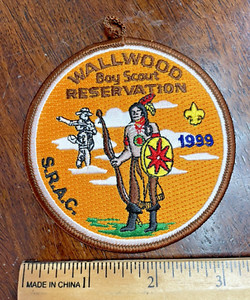 WALLWOOD
Boy Scout
RESERVATION
1999
S.R.A.C.
MADE IN CHINA
1
2
3